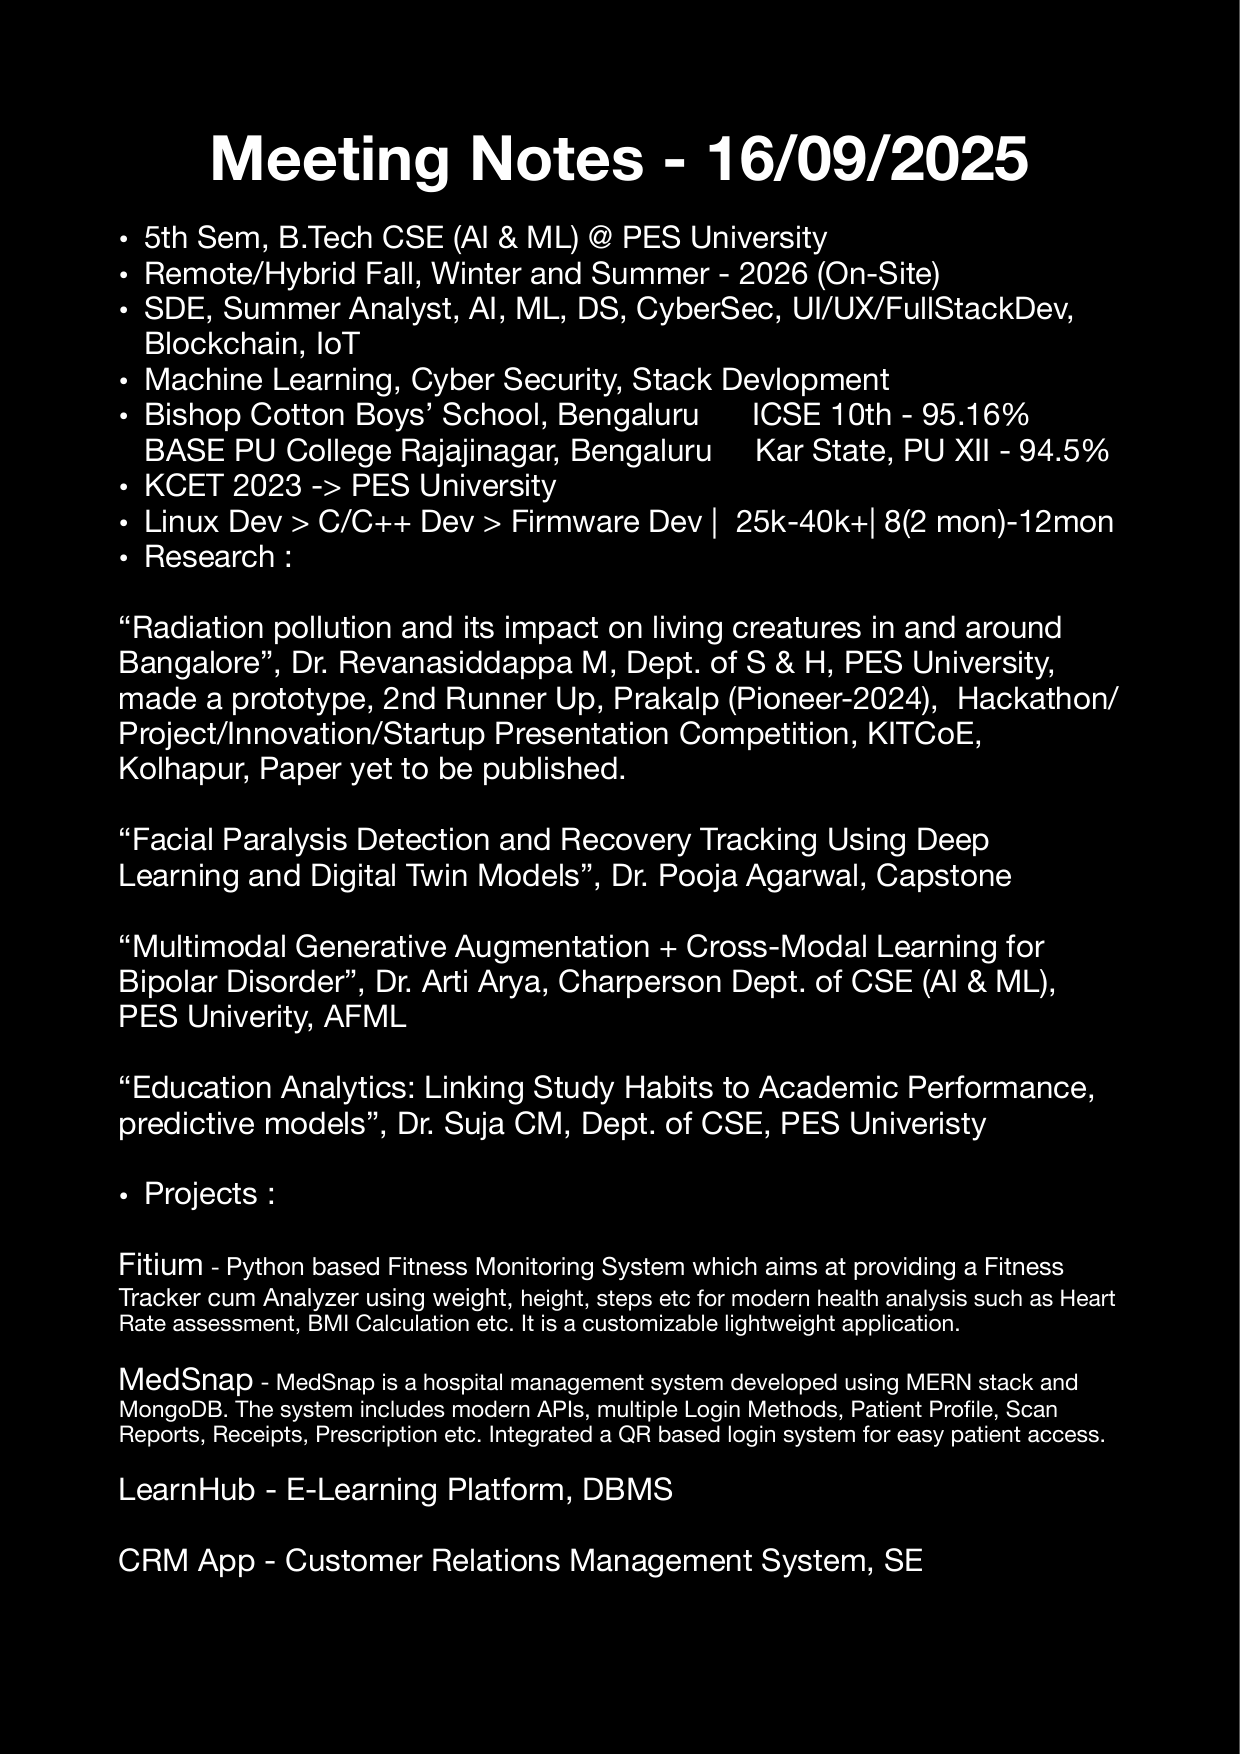 Meeting Notes - 16/09/2025
• 5th Sem, B.Tech CSE (AI & ML) @ PES University
• Remote/Hybrid Fall, Winter and Summer - 2026 (On-Site)
• SDE, Summer Analyst, AI, ML, DS, CyberSec, UI/UX/FullStackDev,
Blockchain, IoT
• Machine Learning, Cyber Security, Stack Devlopment
• Bishop Cotton Boys’ School, Bengaluru ICSE 10th - 95.16%
BASE PU College Rajajinagar, Bengaluru Kar State, PU XII - 94.5%
• KCET 2023 -> PES University
• Linux Dev > C/C++ Dev > Firmware Dev | 25k-40k+| 8(2 mon)-12mon
• Research :
“Radiation pollution and its impact on living creatures in and around
Bangalore”, Dr. Revanasiddappa M, Dept. of S & H, PES University,
made a prototype, 2nd Runner Up, Prakalp (Pioneer-2024), Hackathon/
Project/Innovation/Startup Presentation Competition, KITCoE,
Kolhapur, Paper yet to be published.
“Facial Paralysis Detection and Recovery Tracking Using Deep
Learning and Digital Twin Models”, Dr. Pooja Agarwal, Capstone
“Multimodal Generative Augmentation + Cross-Modal Learning for
Bipolar Disorder”, Dr. Arti Arya, Charperson Dept. of CSE (AI & ML),
PES Univerity, AFML
“Education Analytics: Linking Study Habits to Academic Performance,
predictive models”, Dr. Suja CM, Dept. of CSE, PES Univeristy
• Projects :
Fitium - Python based Fitness Monitoring System which aims at providing a Fitness
Tracker cum Analyzer using weight, height, steps etc for modern health analysis such as Heart
Rate assessment, BMI Calculation etc. It is a customizable lightweight application.
MedSnap - MedSnap is a hospital management system developed using MERN stack and
MongoDB. The system includes modern APIs, multiple Login Methods, Patient Profile, Scan
Reports, Receipts, Prescription etc. Integrated a QR based login system for easy patient access.
LearnHub - E-Learning Platform, DBMS
CRM App - Customer Relations Management System, SE